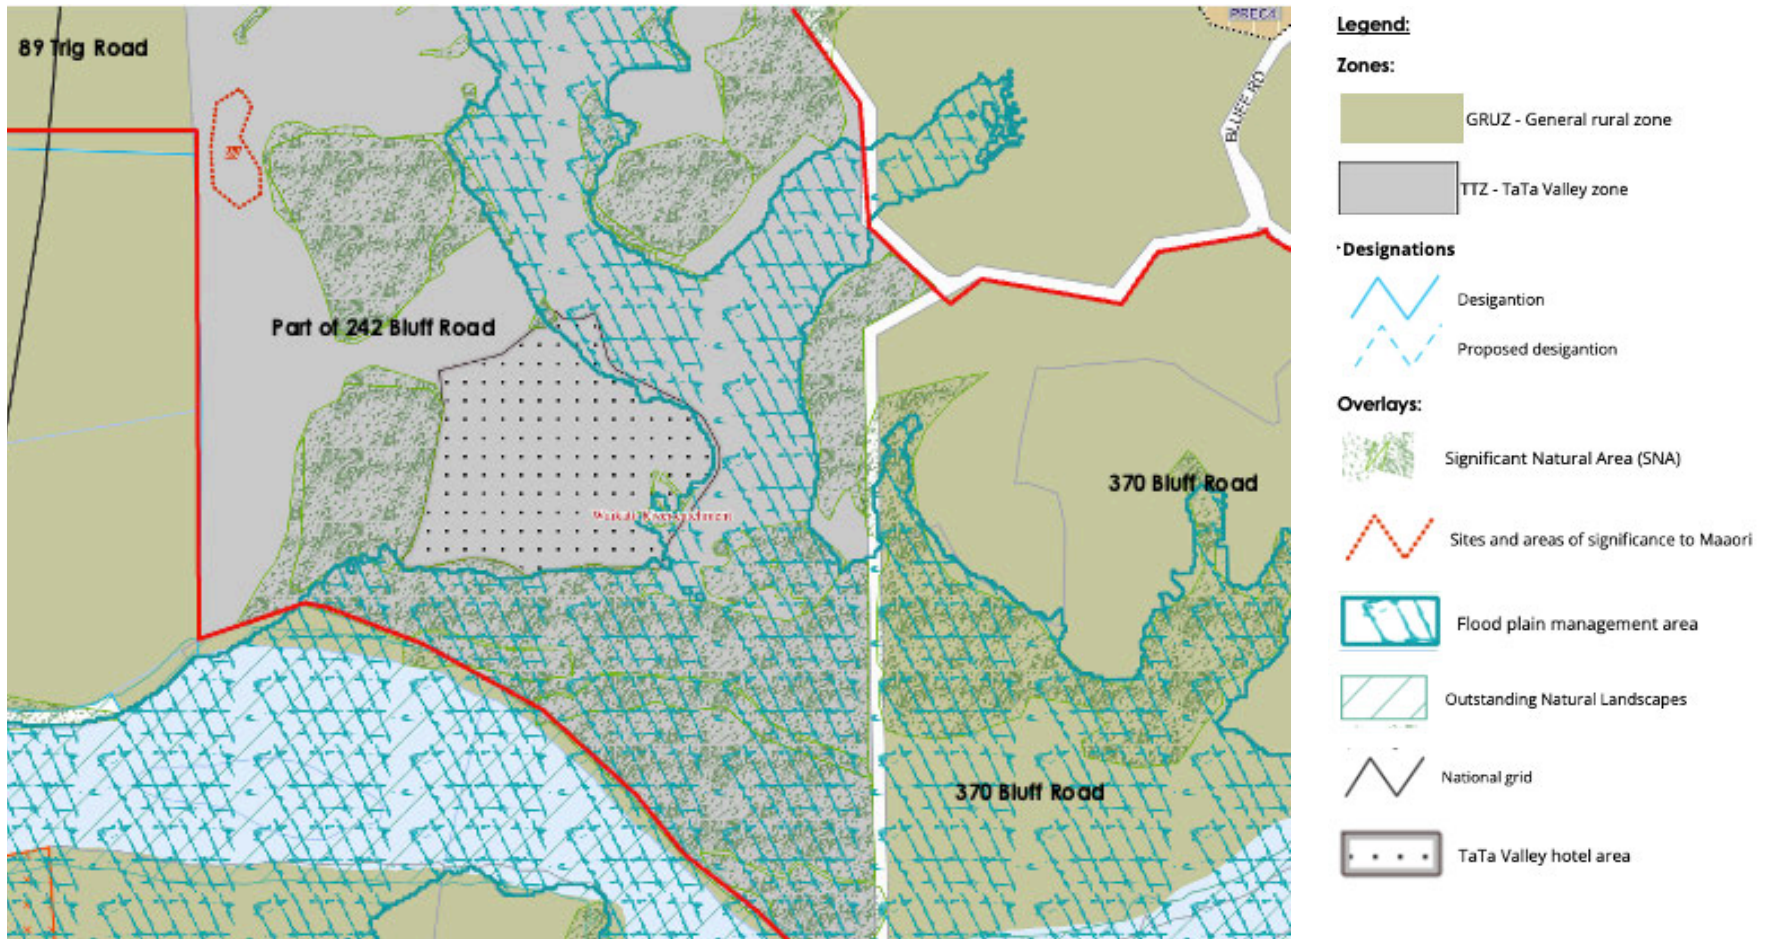 PREC4
89 Trig Road
BLUFF RD
Part of 242 Bluff Road
370 Bluff Road
370 Bluff Road
Legend:
Zones:
GRUZ - General rural zone
TTZ - TaTa Valley zone
Designations
Desigantion
Proposed desigantion
Overlays:
Significant Natural Area (SNA)
Sites and areas of significance to Maaori
Flood plain management area
Outstanding Natural Landscapes
National grid
TaTa Valley hotel area